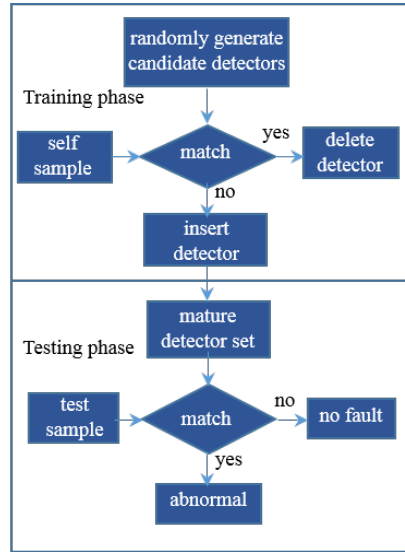 randomly generate
candidate detectors
Training phase
self
sample
match
yes
delete
detector
no
insert
detector
mature
detector set
Testing phase
test
sample
match
no
no fault
yes
abnormal